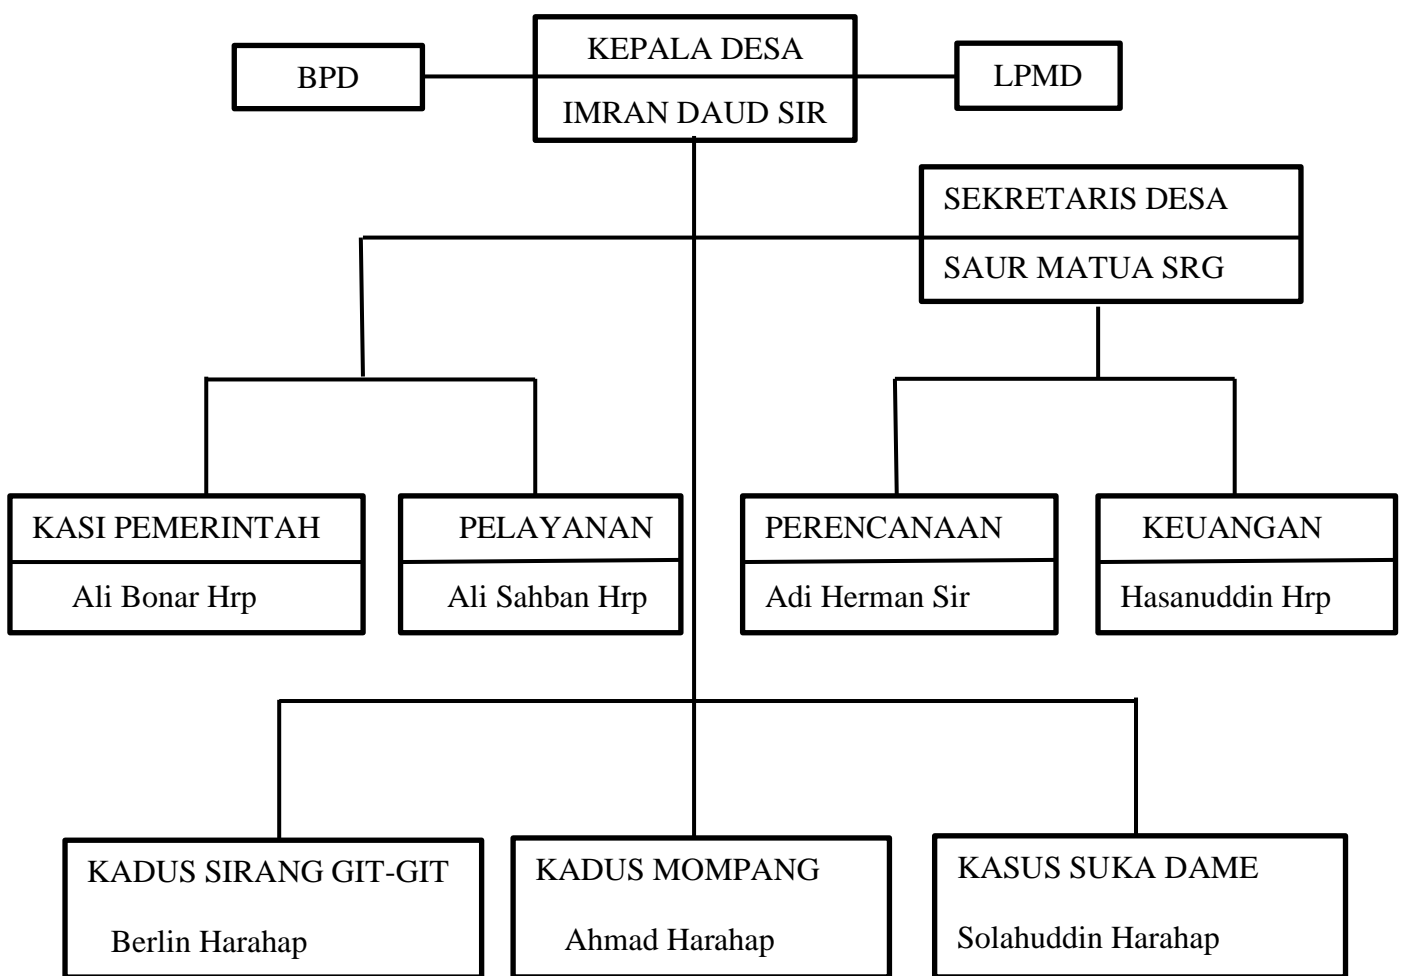 BPD
KEPALA DESA
IMRAN DAUD SIR
LPMD
SEKRETARIS DESA
SAUR MATUA SRG
KASI PEMERINTAH
Ali Bonar Hrp
PELAYANAN
Ali Sahban Hrp
PERENCANAAN
Adi Herman Sir
KEUANGAN
Hasanuddin Hrp
KADUS SIRANG GIT-GIT
Berlin Harahap
KADUS MOMPANG
Ahmad Harahap
KASUS SUKA DAME
Solahuddin Harahap